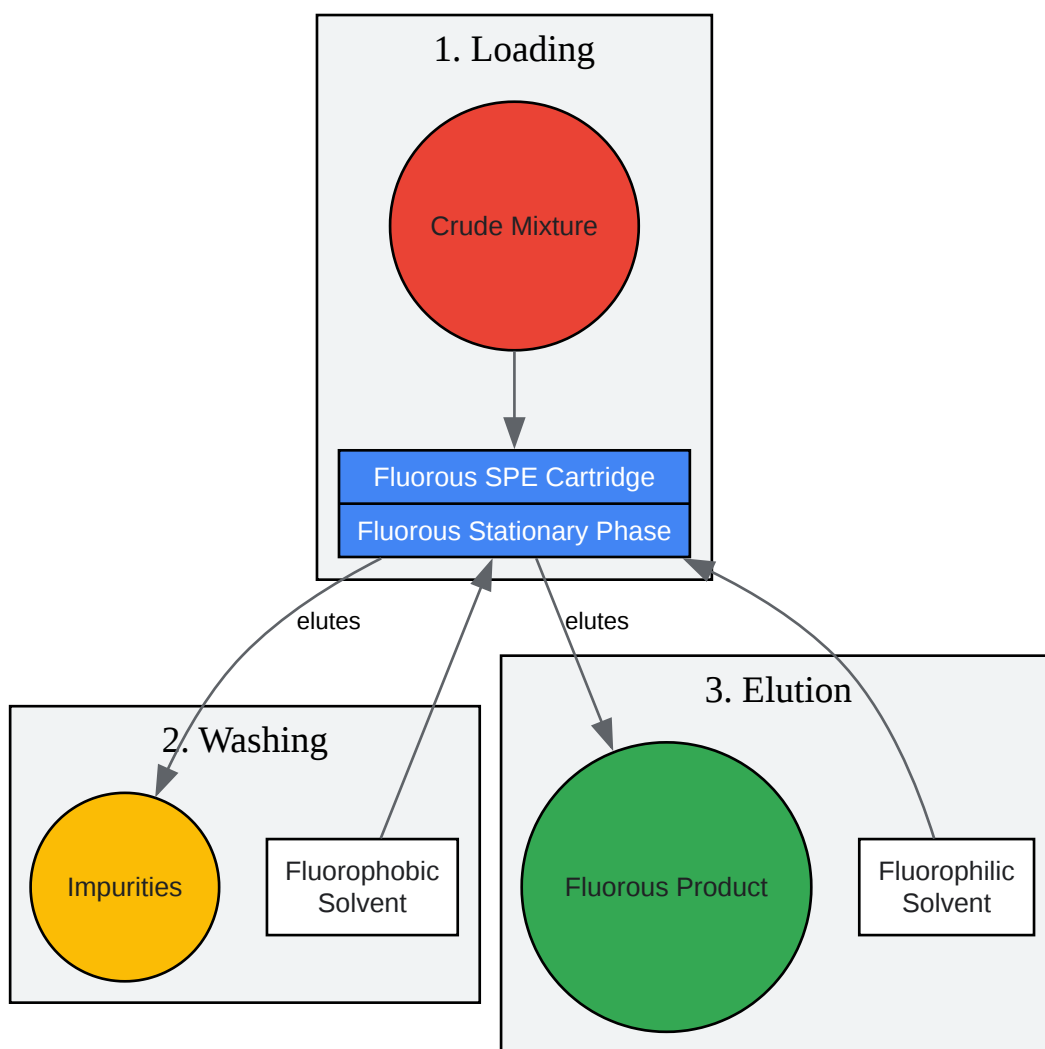 1. Loading
Crude Mixture
Fluorous SPE Cartridge
Fluorous Stationary Phase
elutes
elutes
2. Washing
Impurities
Fluorophobic
Solvent
3. Elution
Fluorous Product
Fluorophilic
Solvent